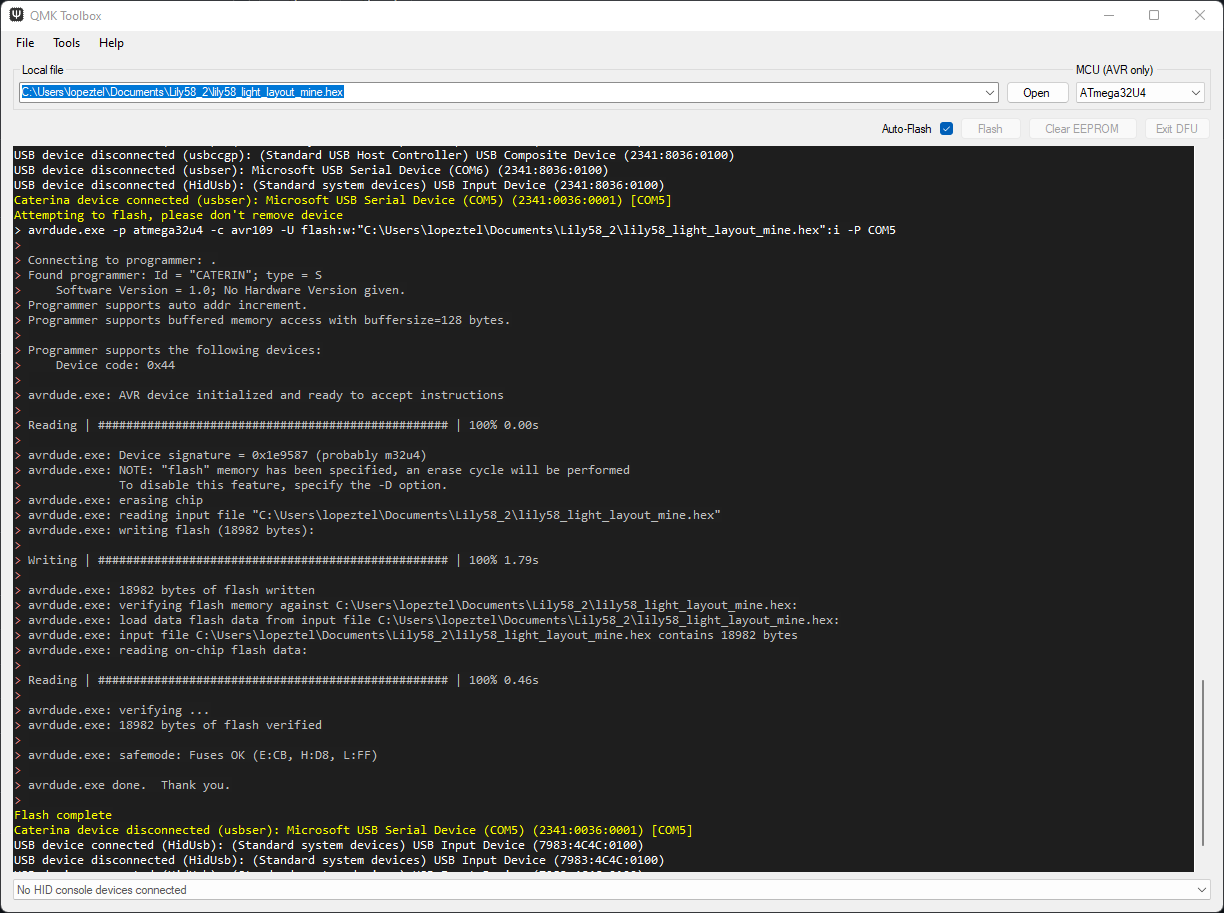 QMK Toolbox
File Tools Help
Local file
MCU (AVR only)
C:\Users\lopeztel\Documents\Lily58_2\lily58_light_layout_mine.hex
Open
ATmega32U4
Auto-Flash
Flash
Clear EEPROM
Exit DFU
USB device disconnected (usbccgp): (Standard USB Host Controller) USB Composite Device (2341:8036:0100)
USB device disconnected (usbser): Microsoft USB Serial Device (COM6) (2341:8036:0100)
USB device disconnected (HidUsb): (Standard system devices) USB Input Device (2341:8036:0100)
Caterina device connected (usbser): Microsoft USB Serial Device (COM5) (2341:0036:0001) [COM5]
Attempting to flash, please don't remove device
> avrdude.exe -p atmega32u4 -c avr109 -U flash:w:"C:\Users\lopeztel\Documents\Lily58_2\lily58_light_layout_mine.hex":i -P COM5
>
> Connecting to programmer: .
> Found programmer: Id = "CATERIN"; type = S
>     Software Version = 1.0; No Hardware Version given.
> Programmer supports auto addr increment.
> Programmer supports buffered memory access with buffersize=128 bytes.
>
> Programmer supports the following devices:
>     Device code: 0x44
>
> avrdude.exe: AVR device initialized and ready to accept instructions
>
> Reading | ################################################## | 100% 0.00s
>
> avrdude.exe: Device signature = 0x1e9587 (probably m32u4)
> avrdude.exe: NOTE: "flash" memory has been specified, an erase cycle will be performed
>              To disable this feature, specify the -D option.
> avrdude.exe: erasing chip
> avrdude.exe: reading input file "C:\Users\lopeztel\Documents\Lily58_2\lily58_light_layout_mine.hex"
> avrdude.exe: writing flash (18982 bytes):
>
> Writing | ################################################## | 100% 1.79s
>
> avrdude.exe: 18982 bytes of flash written
> avrdude.exe: verifying flash memory against C:\Users\lopeztel\Documents\Lily58_2\lily58_light_layout_mine.hex:
> avrdude.exe: load data flash data from input file C:\Users\lopeztel\Documents\Lily58_2\lily58_light_layout_mine.hex:
> avrdude.exe: input file C:\Users\lopeztel\Documents\Lily58_2\lily58_light_layout_mine.hex contains 18982 bytes
> avrdude.exe: reading on-chip flash data:
>
> Reading | ################################################## | 100% 0.46s
>
> avrdude.exe: verifying ...
> avrdude.exe: 18982 bytes of flash verified
>
> avrdude.exe: safemode: Fuses OK (E:CB, H:D8, L:FF)
>
> avrdude.exe done.  Thank you.
>
Flash complete
Caterina device disconnected (usbser): Microsoft USB Serial Device (COM5) (2341:0036:0001) [COM5]
USB device connected (HidUsb): (Standard system devices) USB Input Device (7983:4C4C:0100)
USB device disconnected (HidUsb): (Standard system devices) USB Input Device (7983:4C4C:0100)
No HID console devices connected